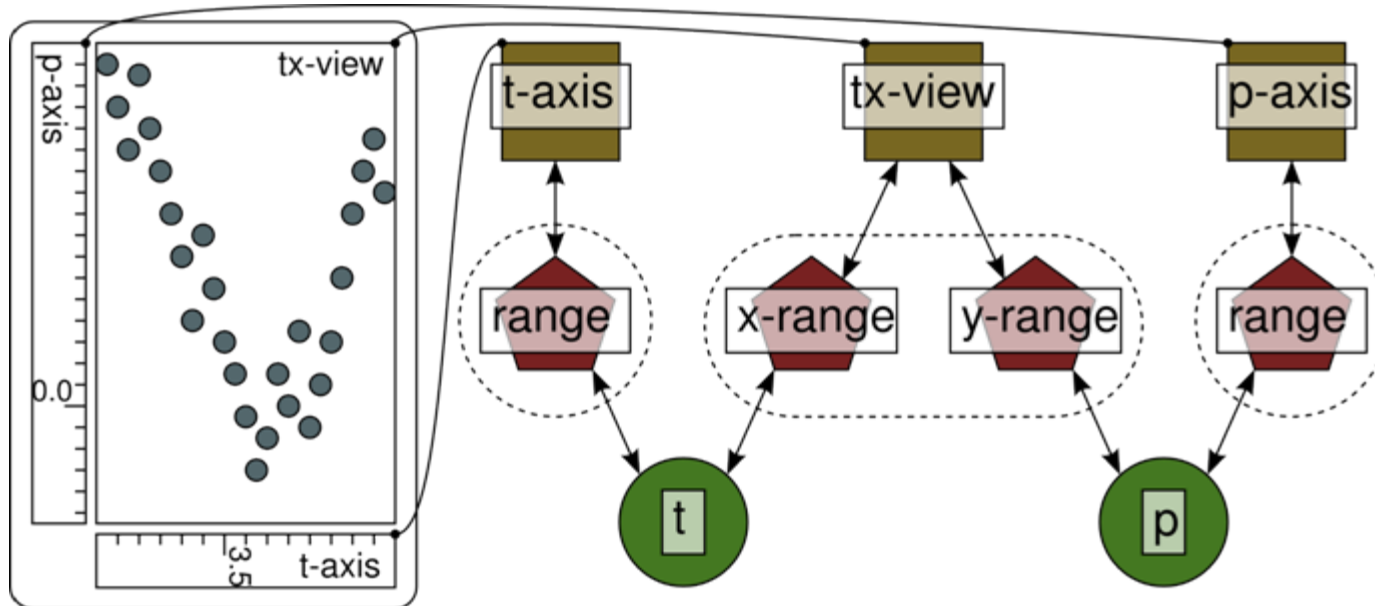 p-axis
tx-view
0.0
3.5
t-axis
t-axis
tx-view
p-axis
range
x-range
y-range
range
t
p